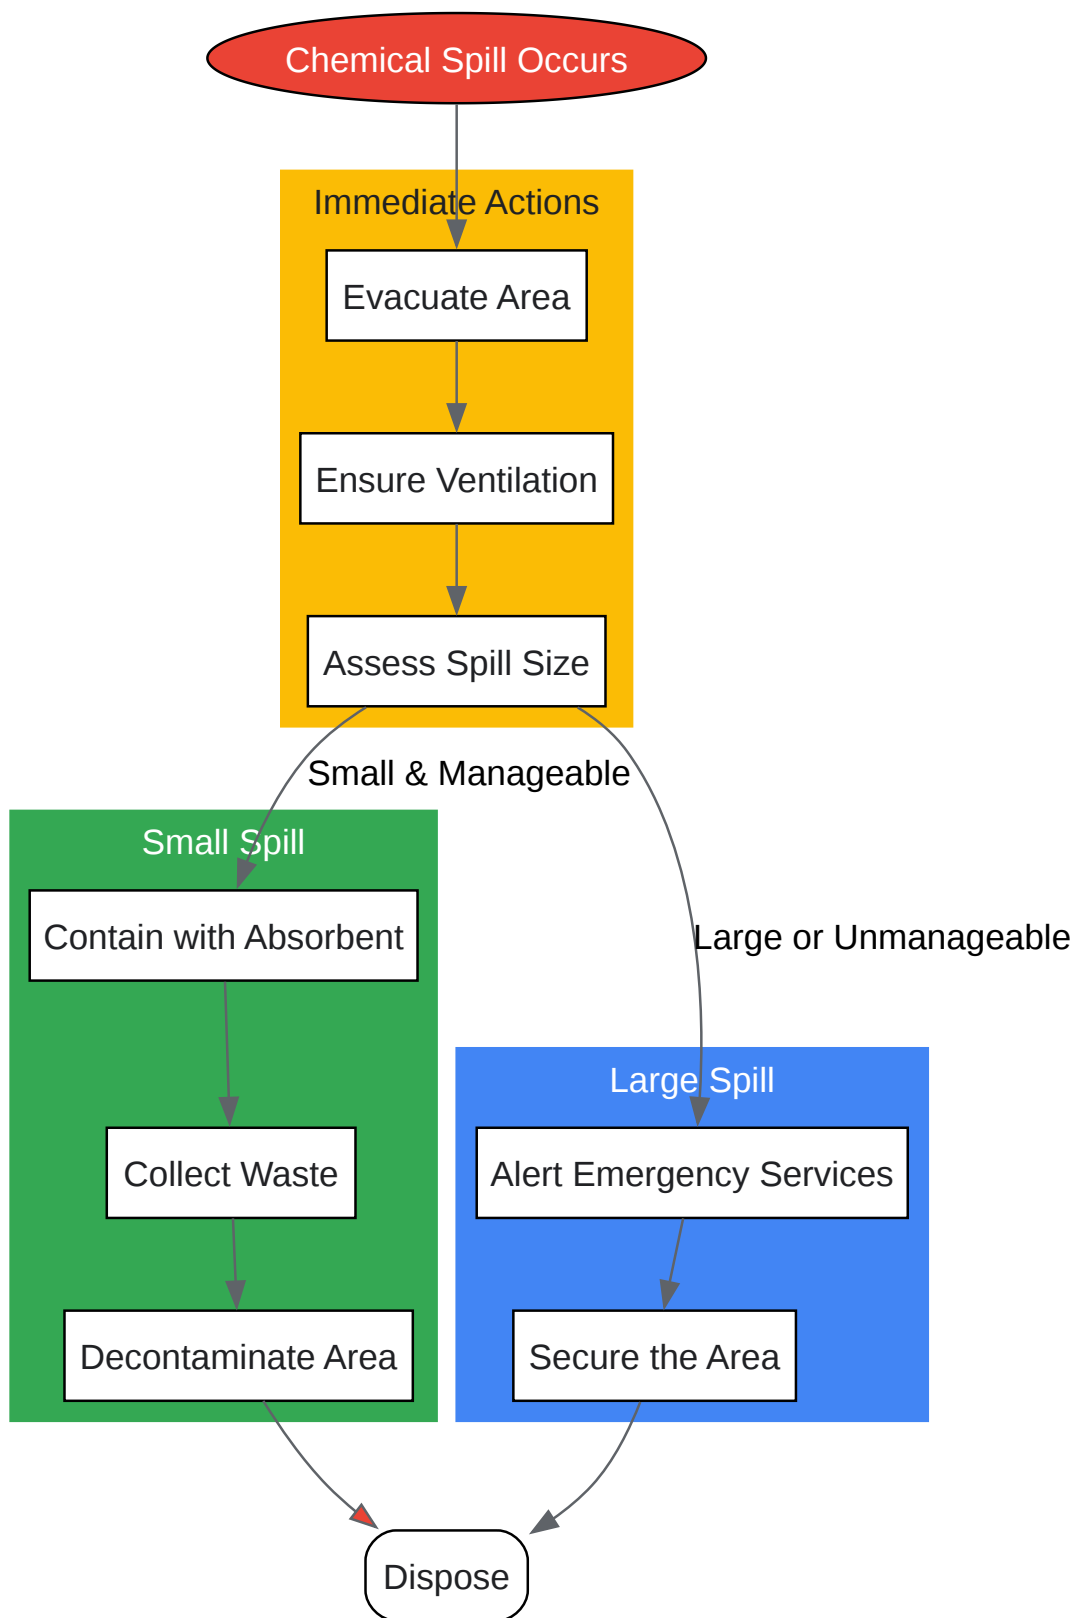 Chemical Spill Occurs
Immediate Actions
Evacuate Area
Ensure Ventilation
Assess Spill Size
Small & Manageable
Small Spill
Contain with Absorbent
Large or Unmanageable
Large Spill
Collect Waste
Alert Emergency Services
Decontaminate Area
Secure the Area
Dispose